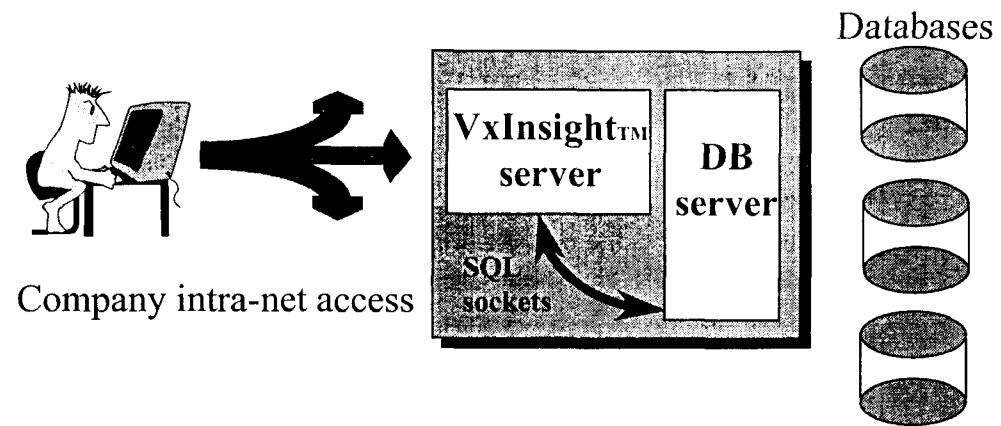 Databases
VxInsight™
server
DB
server
SQL
sockets
Company intra-net access